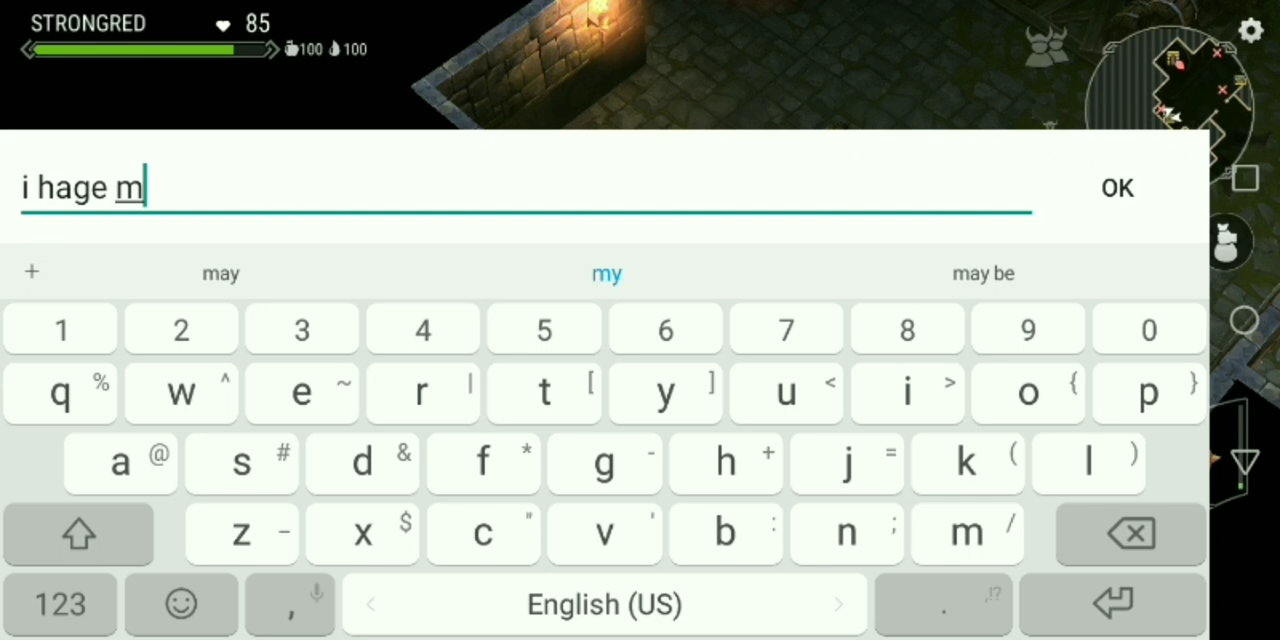 STRONGRED 85
100 100
i hage m OK
+ may my may be
1 2 3 4 5 6 7 8 9 0
q % w ^ e ~ r | t [ y ] u < i > o { p }
a @ s # d & f * g - h + j = k ( l )
z _ x $ c " v ' b : n ; m /
123 , < English (US) > . ,!?